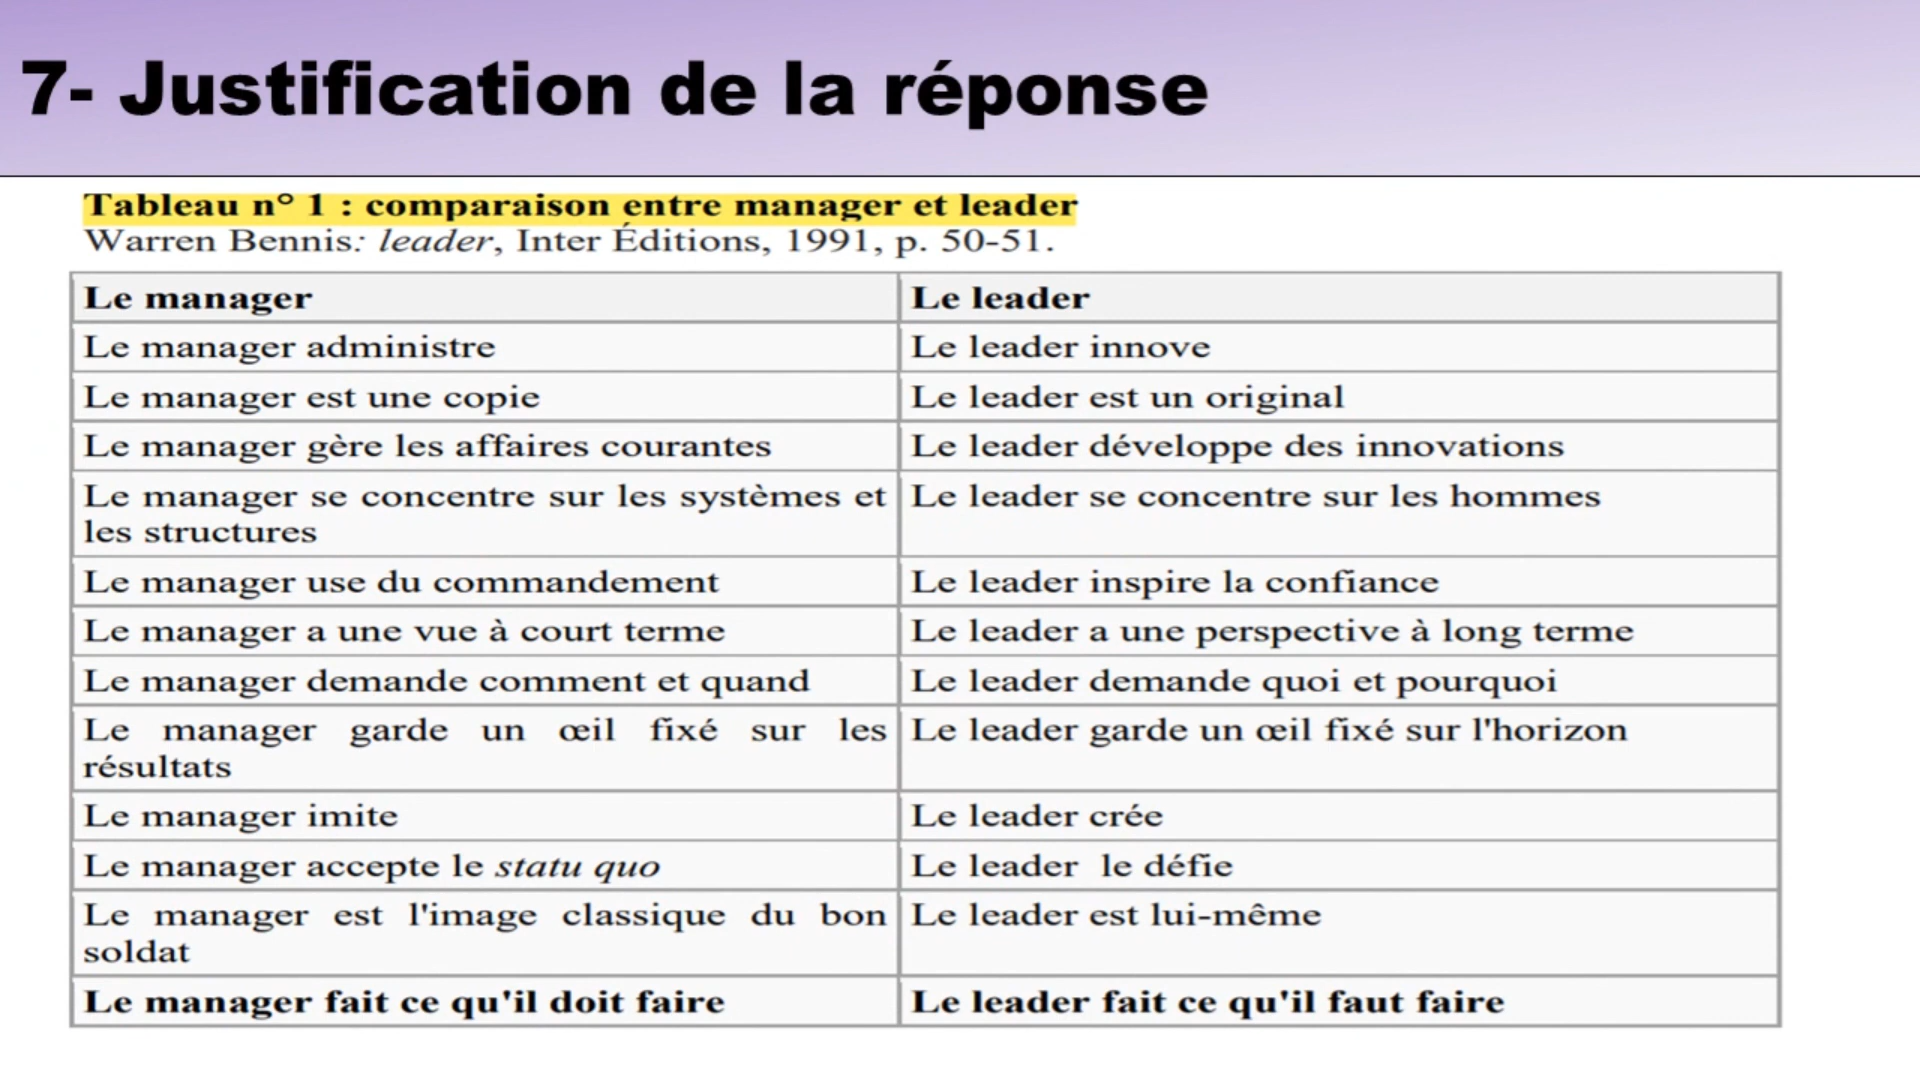 7- Justification de la réponse
Tableau n° 1 : comparaison entre manager et leader
Warren Bennis: leader, Inter Éditions, 1991, p. 50-51.
Le manager
Le leader
Le manager administre
Le leader innove
Le manager est une copie
Le leader est un original
Le manager gère les affaires courantes
Le leader développe des innovations
Le manager se concentre sur les systèmes et
les structures
Le leader se concentre sur les hommes
Le manager use du commandement
Le leader inspire la confiance
Le manager a une vue à court terme
Le leader a une perspective à long terme
Le manager demande comment et quand
Le leader demande quoi et pourquoi
Le manager garde un œil fixé sur les
résultats
Le leader garde un œil fixé sur l'horizon
Le manager imite
Le leader crée
Le manager accepte le statu quo
Le leader le défie
Le manager est l'image classique du bon
soldat
Le leader est lui-même
Le manager fait ce qu'il doit faire
Le leader fait ce qu'il faut faire